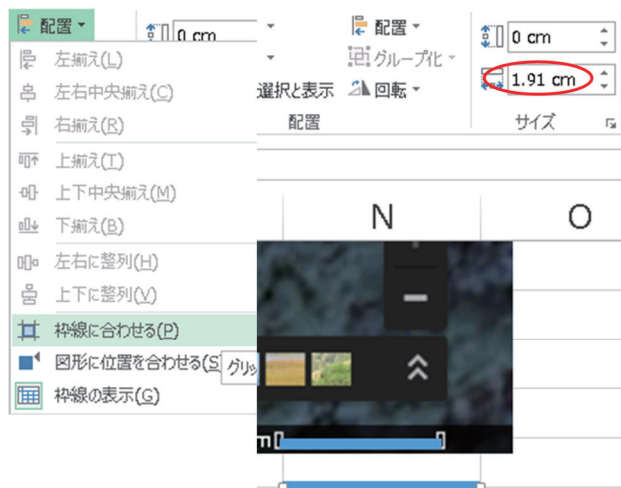 配置
0 cm
左揃え(L)
左右中央揃え(C)
右揃え(R)
上揃え(T)
上下中央揃え(M)
下揃え(B)
左右に整列(H)
上下に整列(V)
枠線に合わせる(P)
図形に位置を合わせる(S
グリッ
枠線の表示(G)
配置
グループ化
選択と表示
回転
配置
0 cm
1.91 cm
サイズ
N
O
m